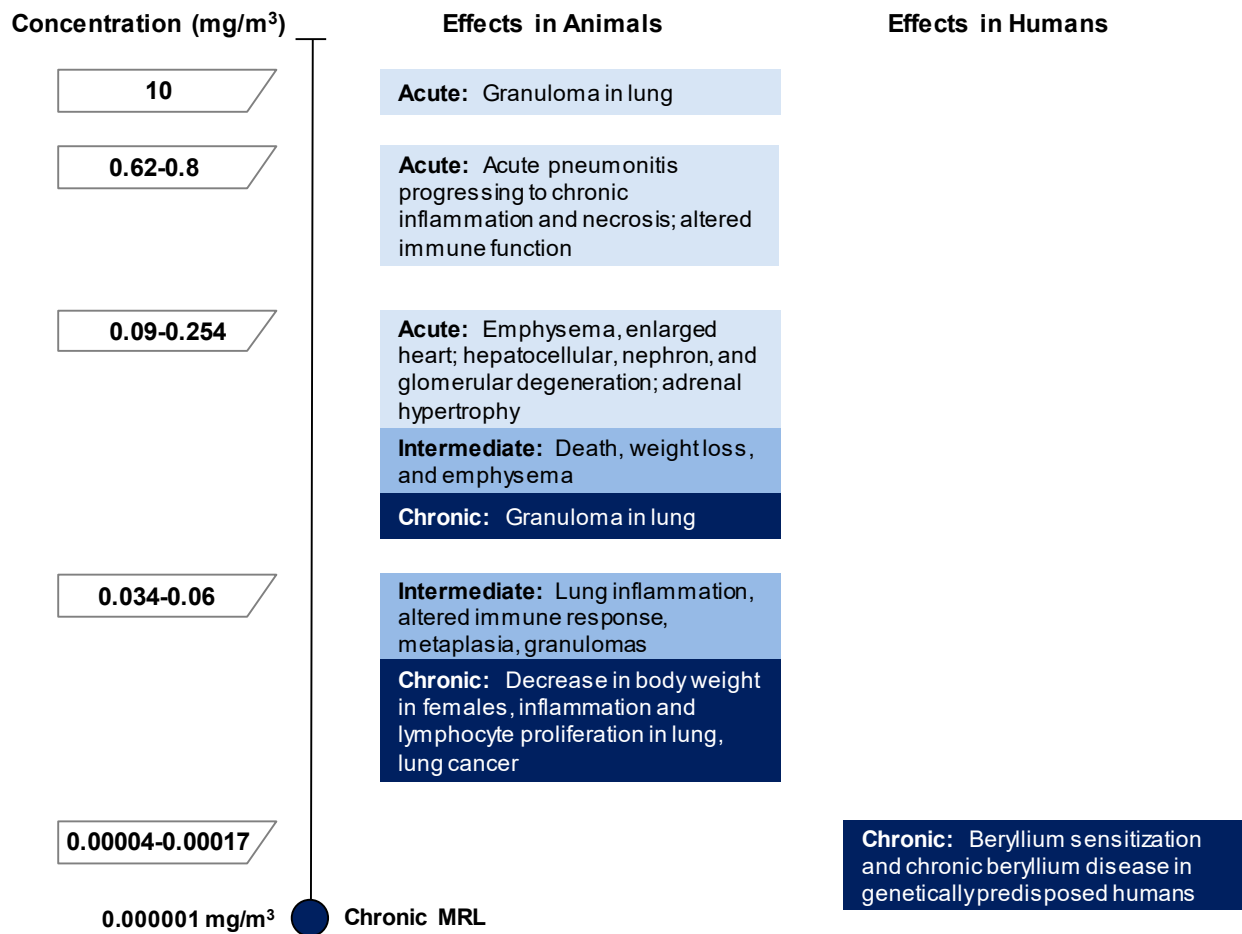 Concentration (mg/m³)
Effects in Animals
Effects in Humans
10
Acute: Granuloma in lung
0.62-0.8
Acute: Acute pneumonitis
progressing to chronic
inflammation and necrosis; altered
immune function
0.09-0.254
Acute: Emphysema, enlarged
heart; hepatocellular, nephron, and
glomerular degeneration; adrenal
hypertrophy
Intermediate: Death, weight loss,
and emphysema
Chronic: Granuloma in lung
0.034-0.06
Intermediate: Lung inflammation,
altered immune response,
metaplasia, granulomas
Chronic: Decrease in body weight
in females, inflammation and
lymphocyte proliferation in lung,
lung cancer
0.00004-0.00017
Chronic: Beryllium sensitization
and chronic beryllium disease in
genetically predisposed humans
0.000001 mg/m³
Chronic MRL